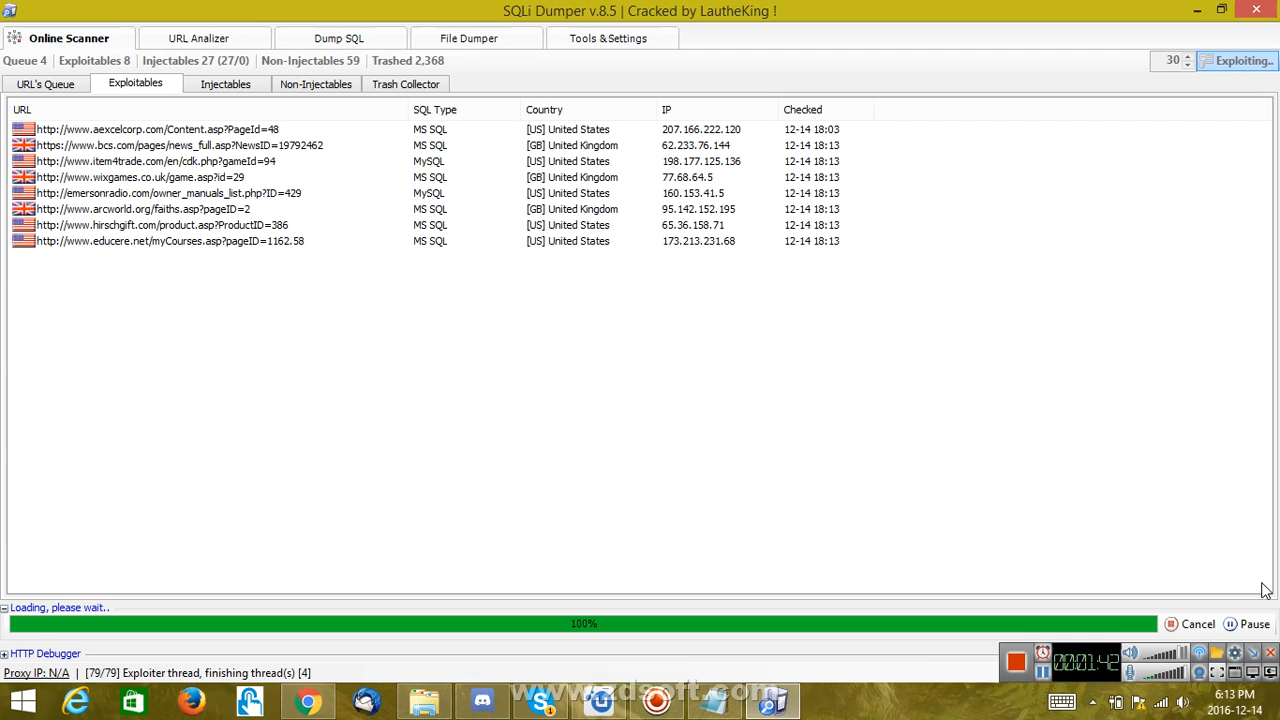 SQLi Dumper v.8.5 | Cracked by LautheKing !
Online Scanner URL Analizer Dump SQL File Dumper Tools & Settings
Queue 4 Exploitables 8 Injectables 27 (27/0) Non-Injectables 59 Trashed 2,368 30 Exploiting..
URL's Queue Exploitables Injectables Non-Injectables Trash Collector
URL SQL Type Country IP Checked
http://www.aexcelcorp.com/Content.asp?PageId=48 MS SQL [US] United States 207.166.222.120 12-14 18:03
https://www.bcs.com/pages/news_full.asp?NewsID=19792462 MS SQL [GB] United Kingdom 62.233.76.144 12-14 18:13
http://www.item4trade.com/en/cdk.php?gameId=94 MySQL [US] United States 198.177.125.136 12-14 18:13
http://www.wixgames.co.uk/game.asp?id=29 MS SQL [GB] United Kingdom 77.68.64.5 12-14 18:13
http://emersonradio.com/owner_manuals_list.php?ID=429 MySQL [US] United States 160.153.41.5 12-14 18:13
http://www.arcworld.org/faiths.asp?pageID=2 MS SQL [GB] United Kingdom 95.142.152.195 12-14 18:13
http://www.hirschgift.com/product.asp?ProductID=386 MS SQL [US] United States 65.36.158.71 12-14 18:13
http://www.educere.net/myCourses.asp?pageID=1162.58 MS SQL [US] United States 173.213.231.68 12-14 18:13
Loading, please wait..
100% Cancel Pause
HTTP Debugger
00:01:42
Proxy IP: N/A | [79/79] Exploiter thread, finishing thread(s) [4]
www.zdsoft.com
6:13 PM
2016-12-14